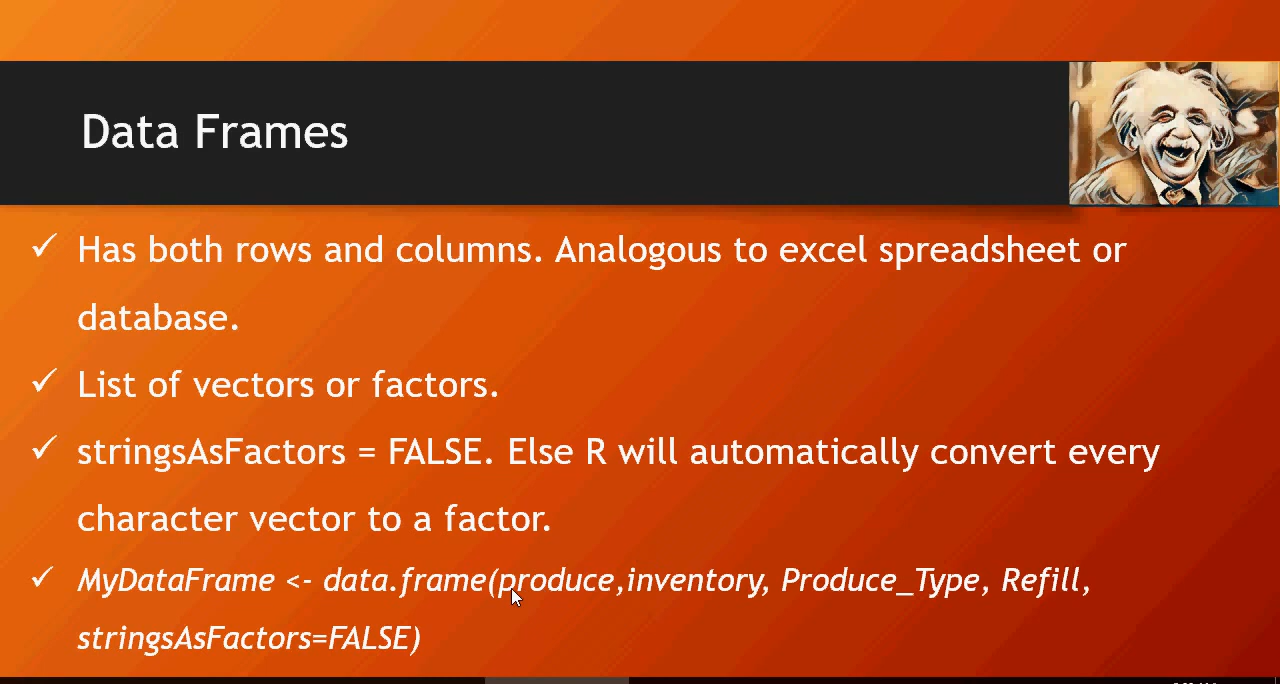 Data Frames
✓ Has both rows and columns. Analogous to excel spreadsheet or
database.
✓ List of vectors or factors.
✓ stringsAsFactors = FALSE. Else R will automatically convert every
character vector to a factor.
✓ MyDataFrame <- data.frame(produce,inventory, Produce_Type, Refill,
stringsAsFactors=FALSE)